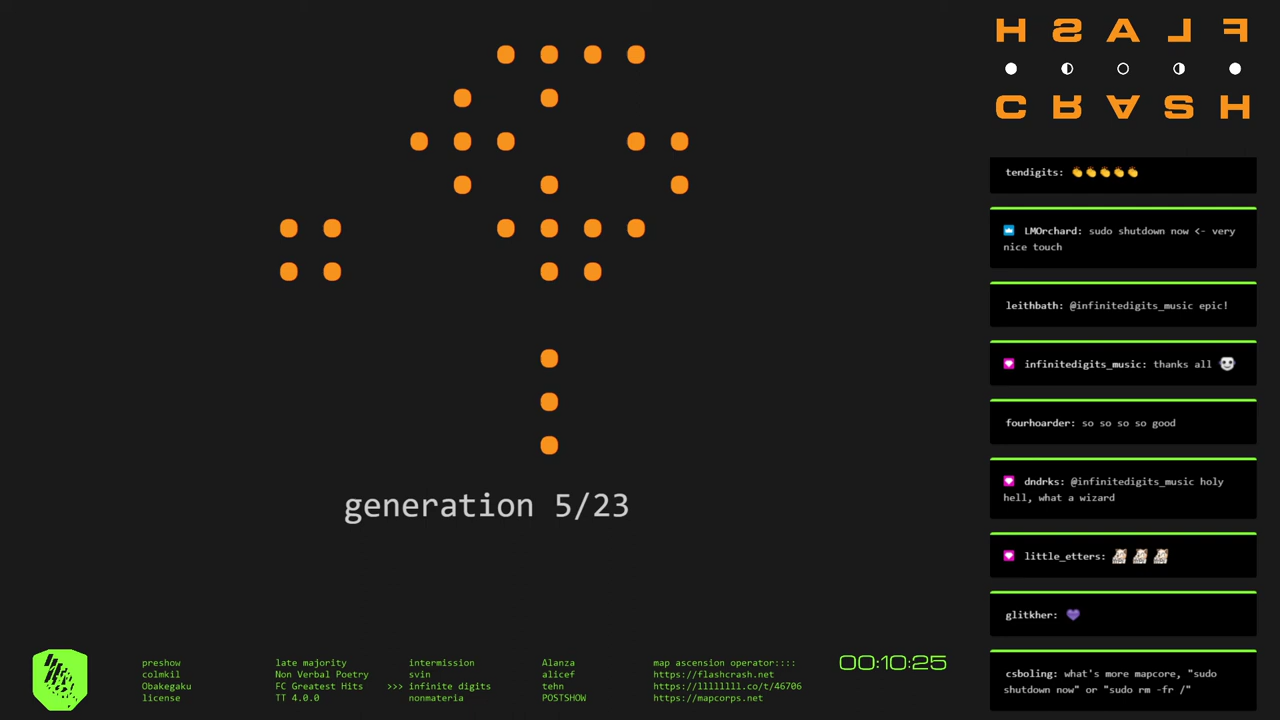 FLASH
CRASH
tendigits: 👏👏👏👏👏
LMOrchard: sudo shutdown now <- very
nice touch
leithbath: @infinitedigits_music epic!
infinitedigits_music: thanks all
fourhoarder: so so so so good
dndrks: @infinitedigits_music holy
hell, what a wizard
little_etters:
glitkher: 💜
csboling: what's more mapcore, "sudo
shutdown now" or "sudo rm -fr /"
generation 5/23
preshow
colmkil
Obakegaku
license
late majority
Non Verbal Poetry
FC Greatest Hits
TT 4.0.0
intermission
svin
>>> infinite digits
nonmateria
Alanza
alicef
tehn
POSTSHOW
map ascension operator::::
https://flashcrash.net
https://llllllll.co/t/46706
https://mapcorps.net
00:10:25